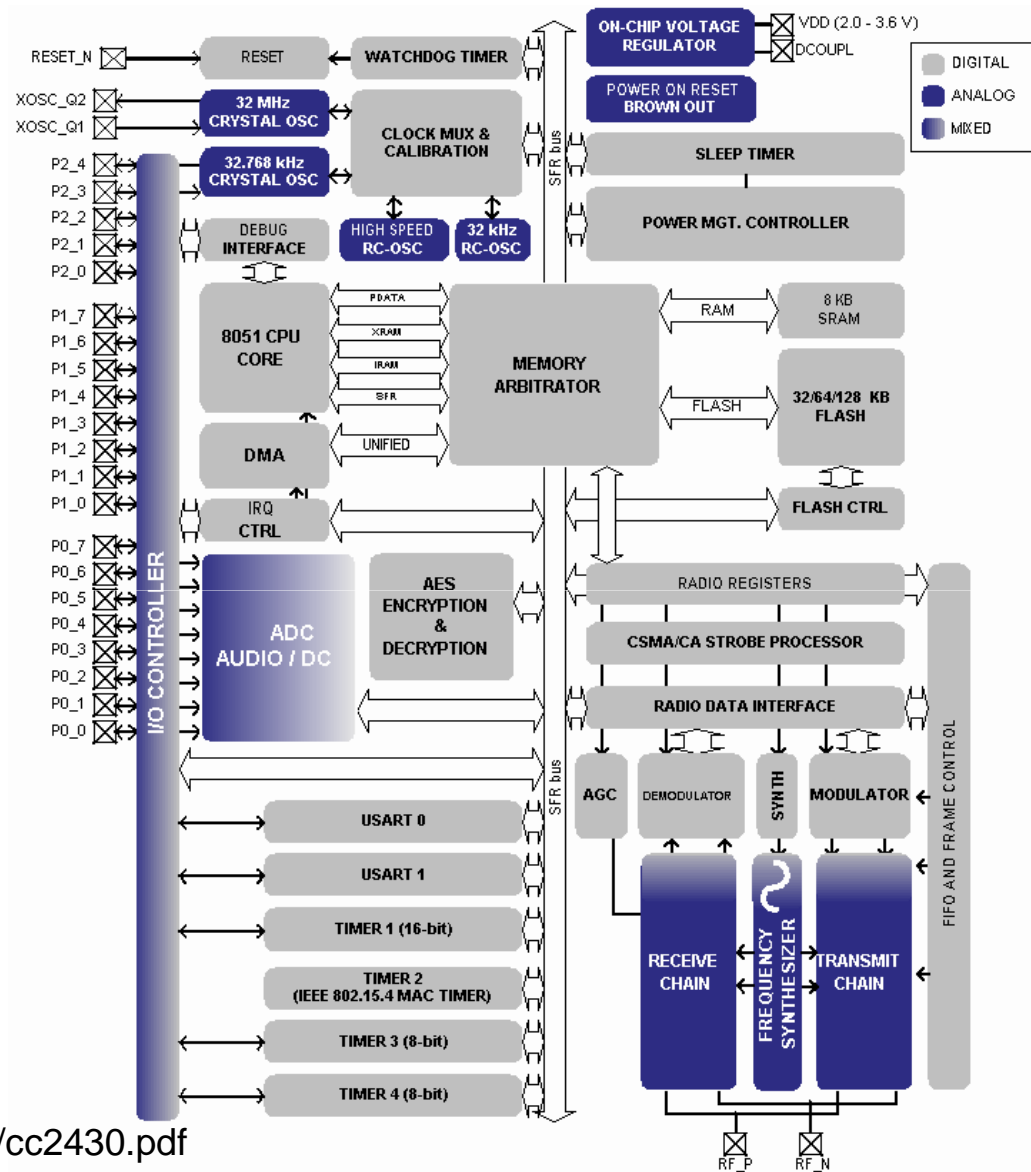 RESET_N
RESET
WATCHDOG TIMER
XOSC_Q2
XOSC_Q1
32 MHz
CRYSTAL OSC
32.768 kHz
CRYSTAL OSC
CLOCK MUX &
CALIBRATION
HIGH SPEED
RC-OSC
32 kHz
RC-OSC
DEBUG
INTERFACE
SFR bus
ON-CHIP VOLTAGE
REGULATOR
VDD (2.0 - 3.6 V)
DCOUPL
POWER ON RESET
BROWN OUT
DIGITAL
ANALOG
MIXED
SLEEP TIMER
POWER MGT. CONTROLLER
P2_4
P2_3
P2_2
P2_1
P2_0
P1_7
P1_6
P1_5
P1_4
P1_3
P1_2
P1_1
P1_0
P0_7
P0_6
P0_5
P0_4
P0_3
P0_2
P0_1
P0_0
I/O CONTROLLER
8051 CPU
CORE
PDATA
XRAM
IRAM
SFR
UNIFIED
DMA
IRQ
CTRL
MEMORY
ARBITRATOR
RAM
8 KB
SRAM
FLASH
32/64/128 KB
FLASH
FLASH CTRL
ADC
AUDIO / DC
AES
ENCRYPTION
&
DECRYPTION
RADIO REGISTERS
CSMA/CA STROBE PROCESSOR
RADIO DATA INTERFACE
SFR bus
AGC
DEMODULATOR
SYNTH
MODULATOR
FIFO AND FRAME CONTROL
RECEIVE
CHAIN
FREQUENCY
SYNTHESIZER
TRANSMIT
CHAIN
USART 0
USART 1
TIMER 1 (16-bit)
TIMER 2
(IEEE 802.15.4 MAC TIMER)
TIMER 3 (8-bit)
TIMER 4 (8-bit)
RF_P
RF_N
/cc2430.pdf